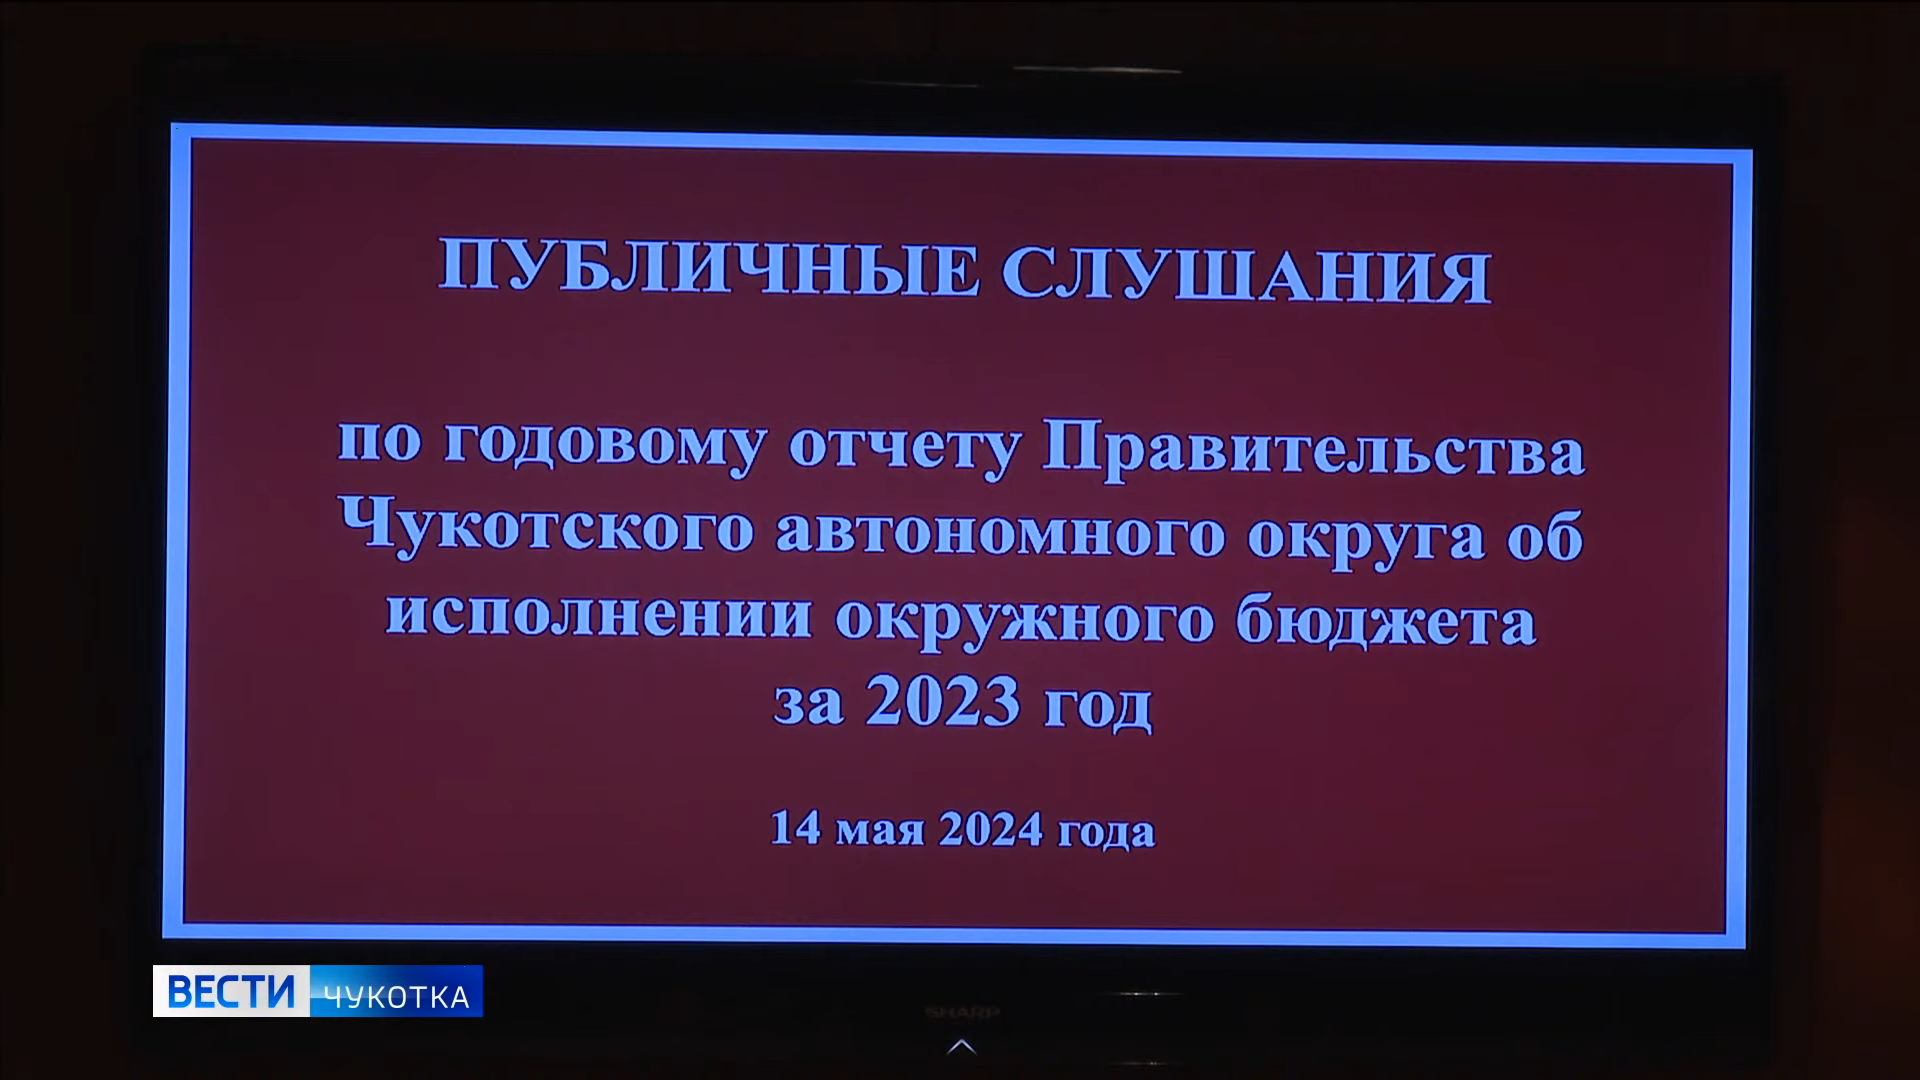 ПУБЛИЧНЫЕ СЛУШАНИЯ
по годовому отчету Правительства
Чукотского автономного округа об
исполнении окружного бюджета
за 2023 год
14 мая 2024 года
ВЕСТИ ЧУКОТКА
SHARP